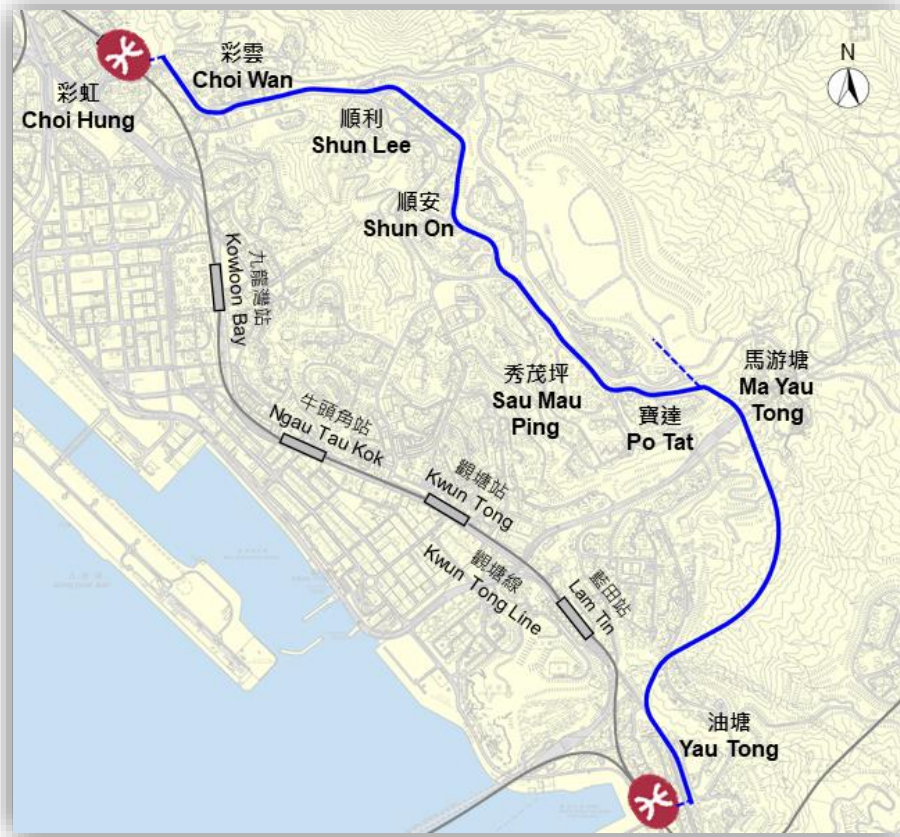 N
彩雲
Choi Wan
彩虹
Choi Hung
順利
Shun Lee
順安
Shun On
九龍灣站
Kowloon Bay
秀茂坪
Sau Mau
Ping
寶達
Po Tat
馬游塘
Ma Yau
Tong
牛頭角站
Ngau Tau Kok
觀塘站
Kwun Tong
觀塘線
Kwun Tong Line
藍田站
Lam Tin
油塘
Yau Tong